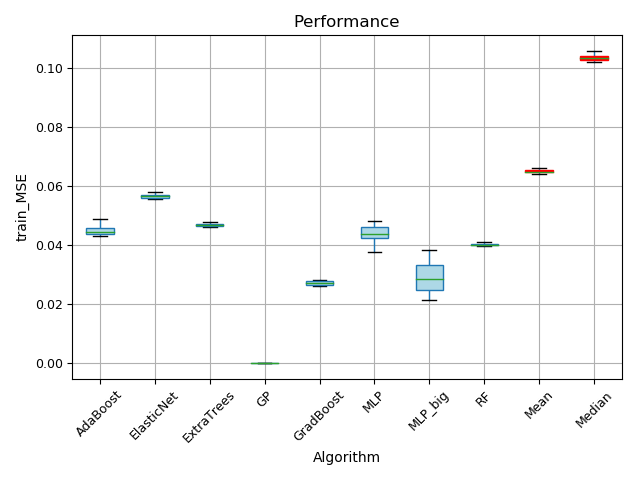 Performance
train_MSE
0.10
0.08
0.06
0.04
0.02
0.00
AdaBoost
ElasticNet
ExtraTrees
GP
GradBoost
MLP
MLP_big
RF
Mean
Median
Algorithm